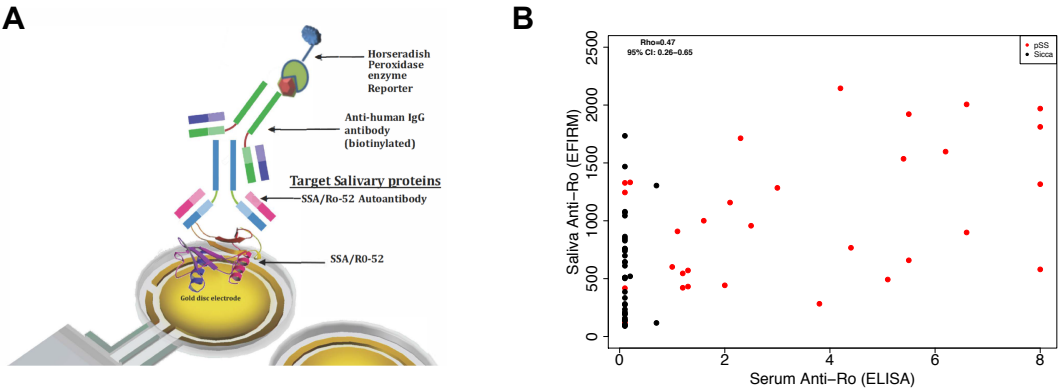 A
Horseradish
Peroxidase
enzyme
Reporter
Anti-human IgG
antibody
(biotinylated)
Target Salivary proteins
SSA/Ro-52 Autoantibody
SSA/R0-52
Gold disc electrode
B
Rho=0.47
95% CI: 0.26-0.65
pSS
Sicca
Saliva Anti-Ro (EFIRM)
2500
2000
1500
1000
500
0
0 2 4 6 8
Serum Anti-Ro (ELISA)